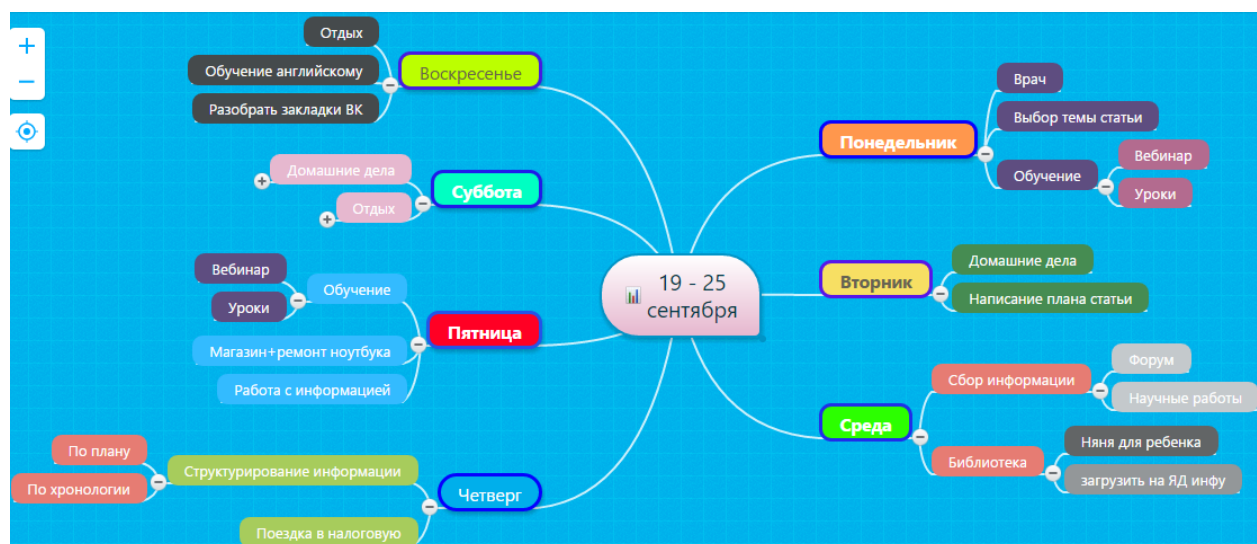 19 - 25
сентября
Понедельник
Врач
Выбор темы статьи
Обучение
Вебинар
Уроки
Вторник
Домашние дела
Написание плана статьи
Среда
Сбор информации
Форум
Научные работы
Библиотека
Няня для ребенка
загрузить на ЯД инфу
Четверг
Структурирование информации
По плану
По хронологии
Поездка в налоговую
Пятница
Обучение
Вебинар
Уроки
Магазин+ремонт ноутбука
Работа с информацией
Суббота
Домашние дела
Отдых
Воскресенье
Отдых
Обучение английскому
Разобрать закладки ВК